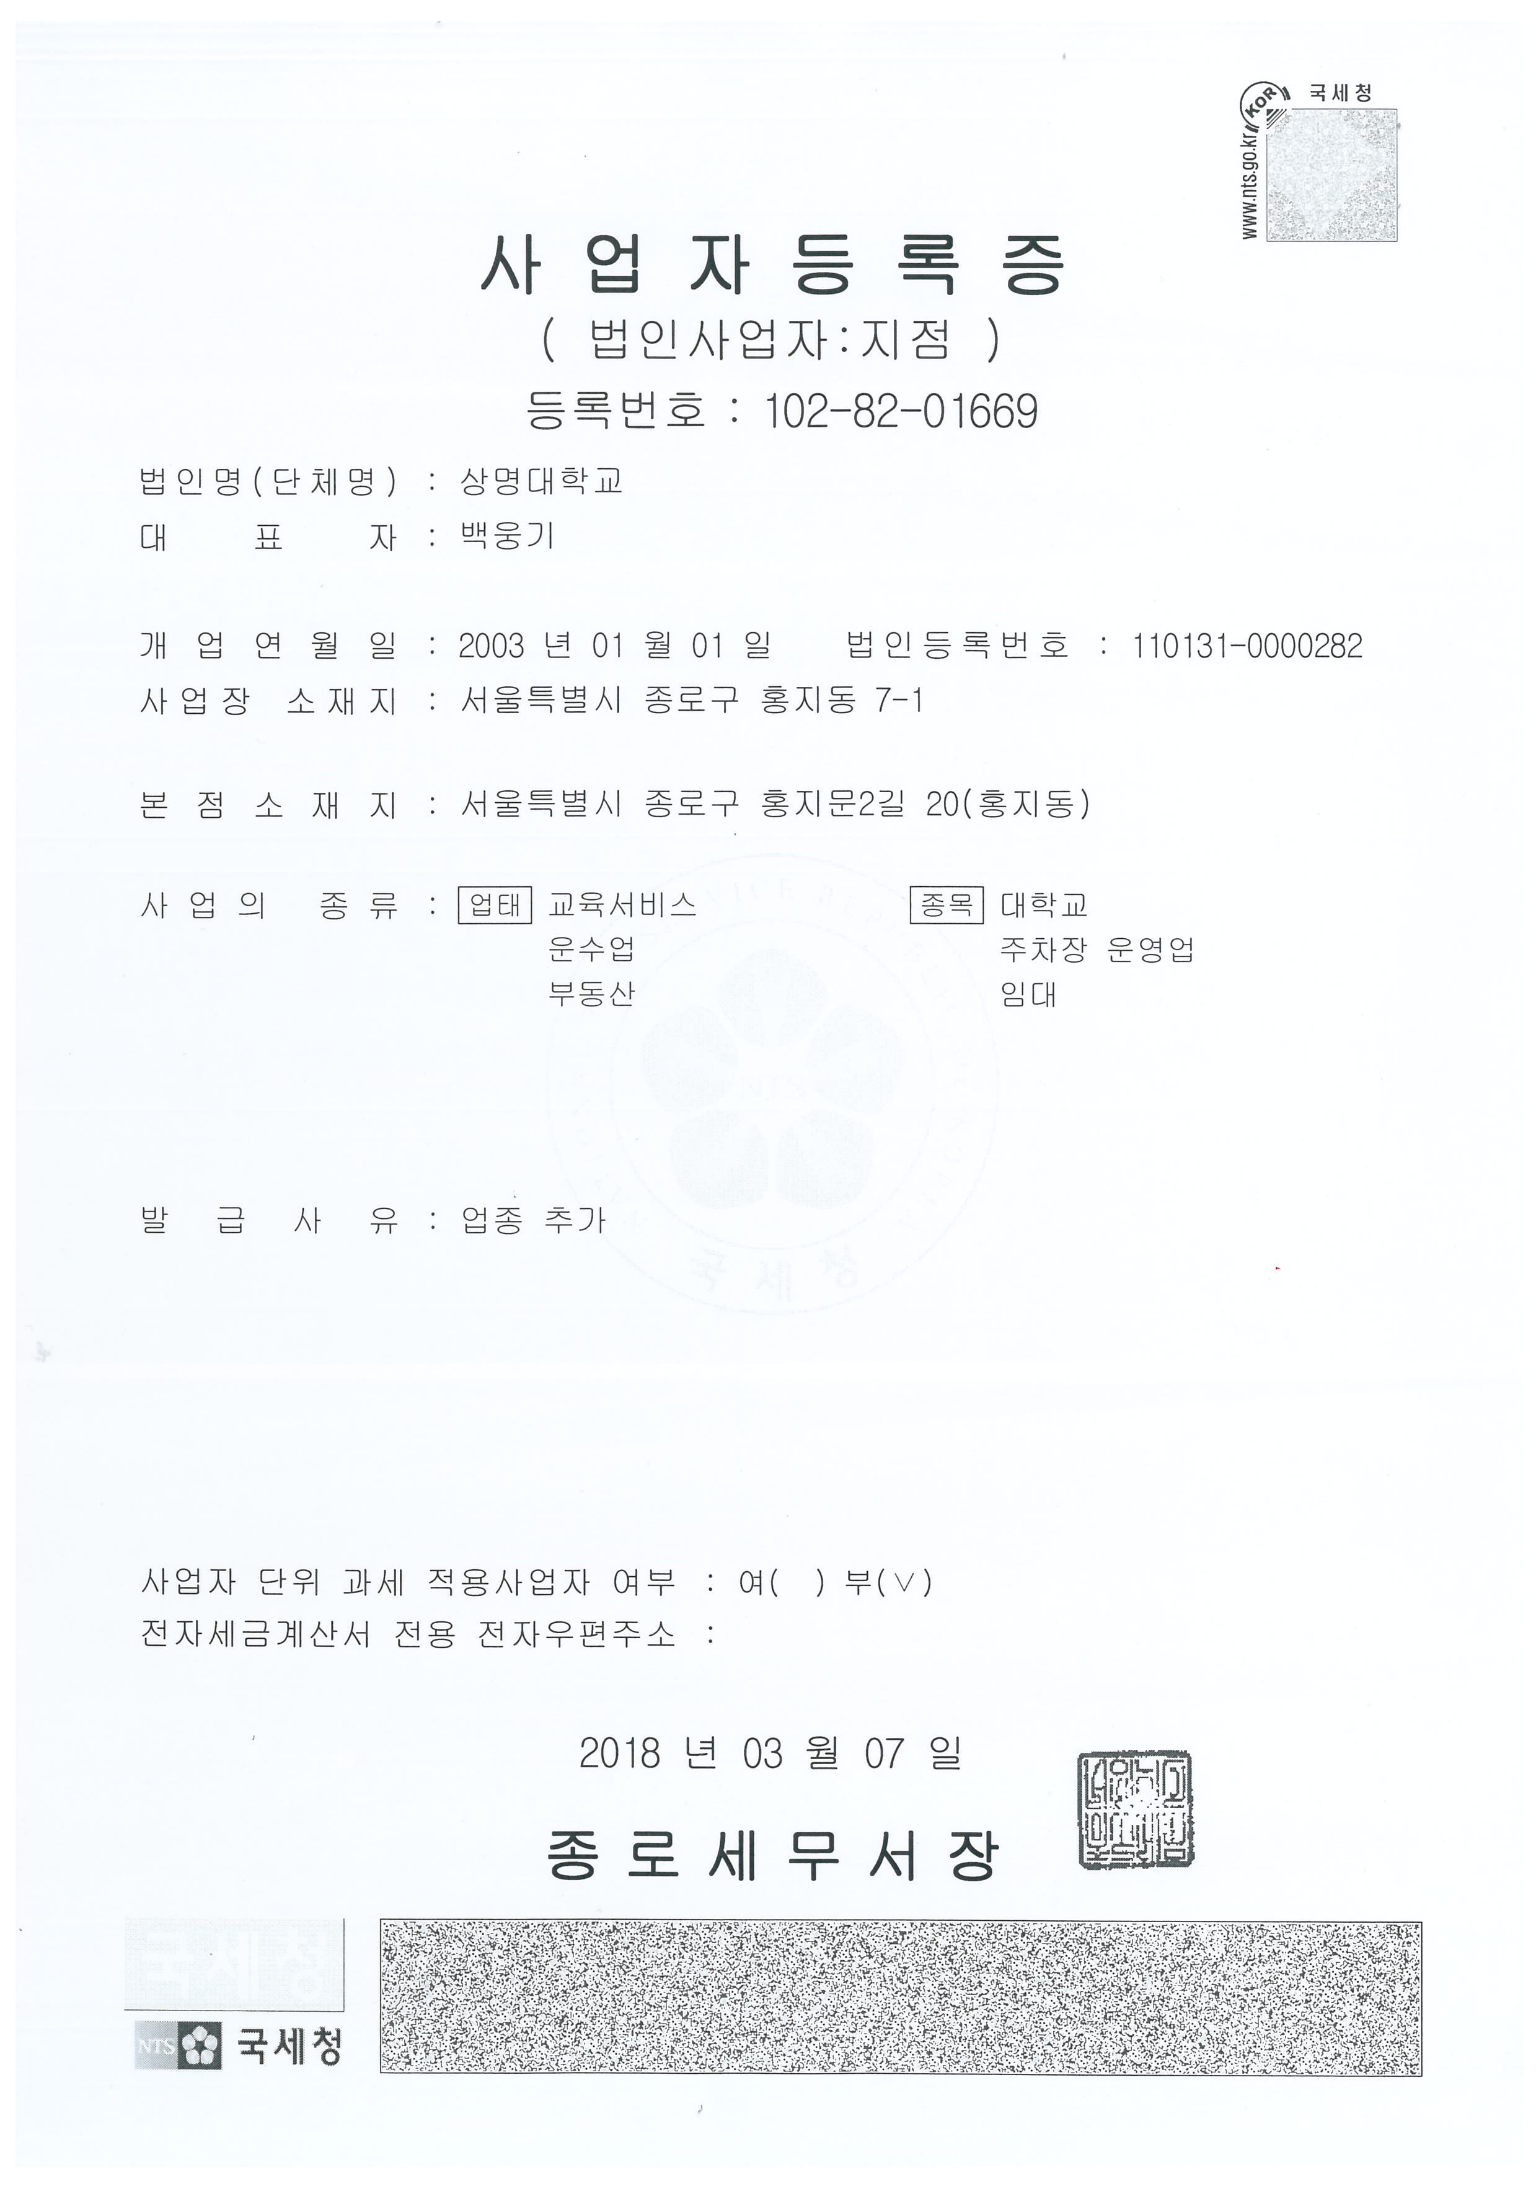 국세청
KOR
www.nts.go.kr
사업자등록증
( 법인사업자:지점 )
등록번호 : 102-82-01669
법인명(단체명) : 상명대학교
대 표 자 : 백웅기
개 업 연 월 일 : 2003 년 01 월 01 일 법인등록번호 : 110131-0000282
사업장 소재지 : 서울특별시 종로구 홍지동 7-1
본 점 소 재 지 : 서울특별시 종로구 홍지문2길 20(홍지동)
사 업 의 종 류 : 업태 교육서비스 종목 대학교
운수업 주차장 운영업
부동산 임대
NTS
발 급 사 유 : 업종 추가
국세청
사업자 단위 과세 적용사업자 여부 : 여( ) 부(∨)
전자세금계산서 전용 전자우편주소 :
2018 년 03 월 07 일
종로세무서장
국세청
NTS 국세청